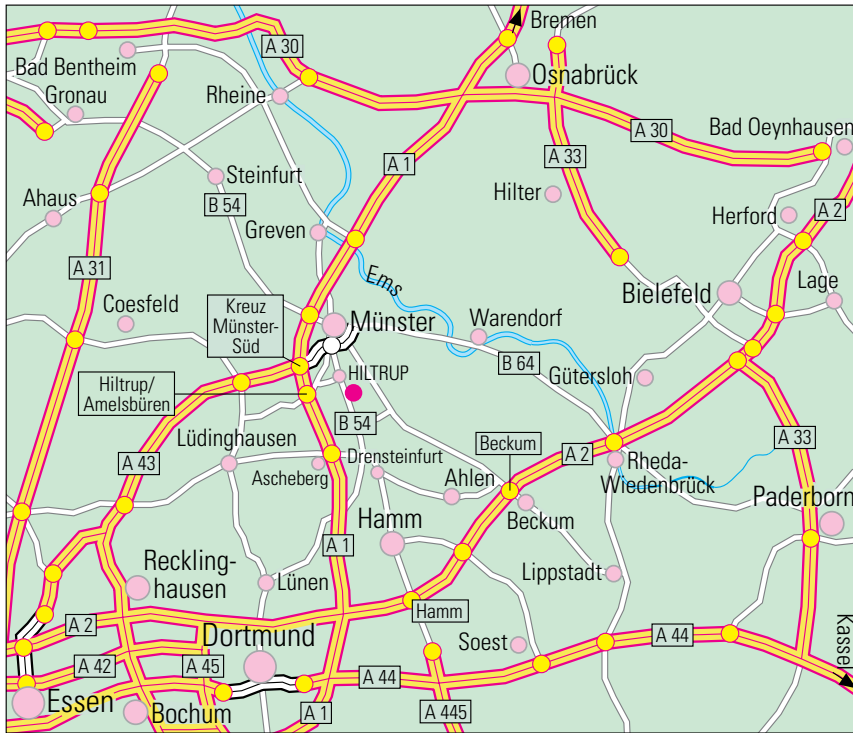 Bremen
A 30
Bad Bentheim
Osnabrück
Gronau
Rheine
A 30
Bad Oeynhausen
A 1
A 33
Steinfurt
Ahaus
Hilter
B 54
Herford
A 2
Greven
A 31
Ems
Bielefeld
Lage
Coesfeld
Kreuz
Münster-
Süd
Münster
Warendorf
B 64
HILTRUP
Gütersloh
Hiltrup/
Amelsbüren
B 54
Lüdinghausen
A 33
A 43
Drensteinfurt
Beckum
A 2
Ascheberg
Rheda-
Wiedenbrück
Ahlen
Paderborn
Beckum
Hamm
A 1
Reckling-
hausen
Lünen
Lippstadt
Hamm
A 2
Dortmund
Soest
A 44
Kassel
A 42
A 45
A 44
Essen
Bochum
A 1
A 445